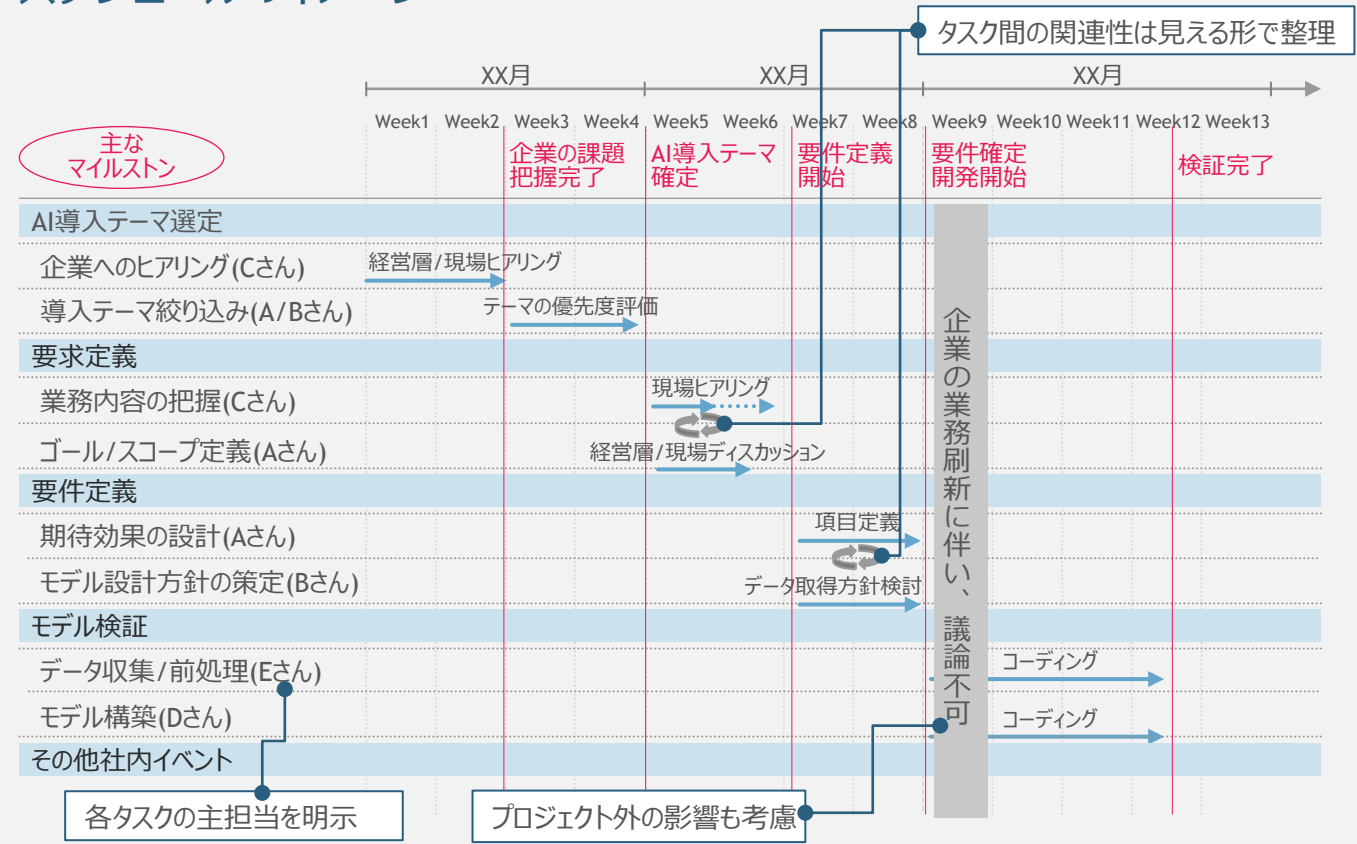 タスク間の関連性は見える形で整理
XX月 XX月 XX月
Week1 Week2 Week3 Week4 Week5 Week6 Week7 Week8 Week9 Week10 Week11 Week12 Week13
主な
マイルストン
企業の課題
把握完了
AI導入テーマ
確定
要件定義
開始
要件確定
開発開始
検証完了
AI導入テーマ選定
企業へのヒアリング(Cさん)
経営層/現場ヒアリング
導入テーマ絞り込み(A/Bさん)
テーマの優先度評価
要求定義
業務内容の把握(Cさん)
現場ヒアリング
ゴール/スコープ定義(Aさん)
経営層/現場ディスカッション
要件定義
期待効果の設計(Aさん)
項目定義
モデル設計方針の策定(Bさん)
データ取得方針検討
モデル検証
データ収集/前処理(Eさん)
コーディング
モデル構築(Dさん)
コーディング
その他社内イベント
企業の業務刷新に伴い、議論不可
各タスクの主担当を明示
プロジェクト外の影響も考慮